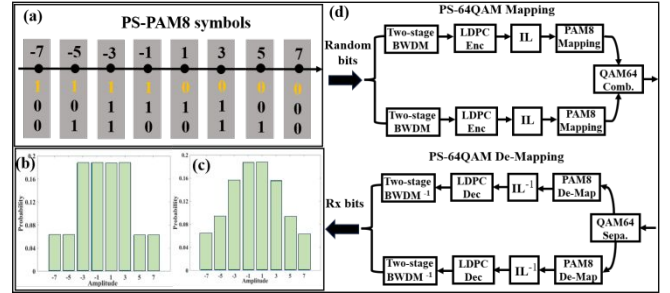 (a) PS-PAM8 symbols
-7 -5 -3 -1 1 3 5 7
1 1 1 1 0 0 0 0
0 0 1 1 1 1 0 0
0 1 1 0 0 1 1 0
(b)
Probability
0.2
0.16
0.12
0.08
0.04
0
-7 -5 -3 -1 1 3 5 7
Amplitude
(c)
Probability
0.2
0.16
0.12
0.08
0.04
0
-7 -5 -3 -1 1 3 5 7
Amplitude
(d) PS-64QAM Mapping
Random
bits
Two-stage
BWDM
LDPC
Enc
IL
PAM8
Mapping
Two-stage
BWDM
LDPC
Enc
IL
PAM8
Mapping
QAM64
Comb.
PS-64QAM De-Mapping
Rx bits
Two-stage
BWDM -1
LDPC
Dec
IL-1
PAM8
De-Map
Two-stage
BWDM -1
LDPC
Dec
IL-1
PAM8
De-Map
QAM64
Sepa.